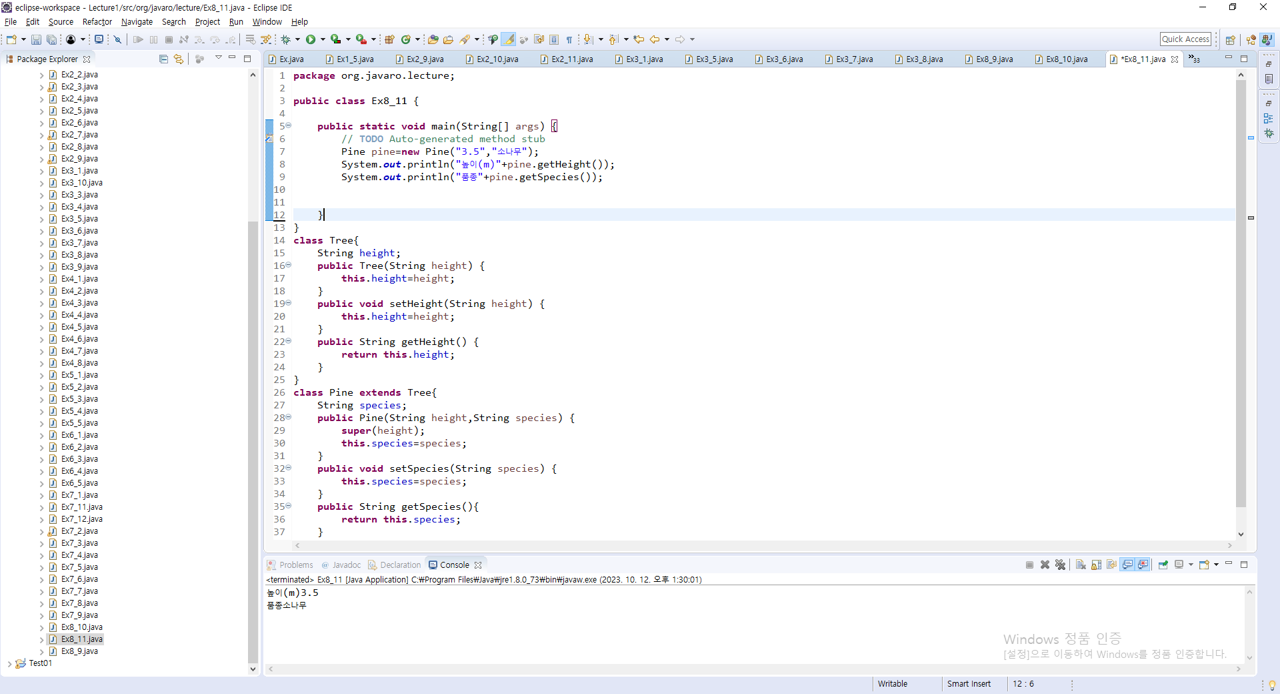 eclipse-workspace - Lecture1/src/org/javaro/lecture/Ex8_11.java - Eclipse IDE
File Edit Source Refactor Navigate Search Project Run Window Help
Quick Access
Package Explorer
Ex.java Ex1_5.java Ex2_9.java Ex2_10.java Ex2_11.java Ex3_1.java Ex3_5.java Ex3_6.java Ex3_7.java Ex3_8.java Ex8_9.java Ex8_10.java *Ex8_11.java »33
Ex2_2.java
Ex2_3.java
Ex2_4.java
Ex2_5.java
Ex2_6.java
Ex2_7.java
Ex2_8.java
Ex2_9.java
Ex3_1.java
Ex3_10.java
Ex3_3.java
Ex3_4.java
Ex3_5.java
Ex3_6.java
Ex3_7.java
Ex3_8.java
Ex3_9.java
Ex4_1.java
Ex4_2.java
Ex4_3.java
Ex4_4.java
Ex4_5.java
Ex4_6.java
Ex4_7.java
Ex4_8.java
Ex5_1.java
Ex5_2.java
Ex5_3.java
Ex5_4.java
Ex5_5.java
Ex6_1.java
Ex6_2.java
Ex6_3.java
Ex6_4.java
Ex6_5.java
Ex7_1.java
Ex7_11.java
Ex7_12.java
Ex7_2.java
Ex7_3.java
Ex7_4.java
Ex7_5.java
Ex7_6.java
Ex7_7.java
Ex7_8.java
Ex7_9.java
Ex8_10.java
Ex8_11.java
Ex8_9.java
Test01
1 package org.javaro.lecture;
2
3 public class Ex8_11 {
4
5 public static void main(String[] args) {
6 // TODO Auto-generated method stub
7 Pine pine=new Pine("3.5","소나무");
8 System.out.println("높이(m)"+pine.getHeight());
9 System.out.println("품종"+pine.getSpecies());
10
11
12 }
13 }
14 class Tree{
15 String height;
16 public Tree(String height) {
17 this.height=height;
18 }
19 public void setHeight(String height) {
20 this.height=height;
21 }
22 public String getHeight() {
23 return this.height;
24 }
25 }
26 class Pine extends Tree{
27 String species;
28 public Pine(String height,String species) {
29 super(height);
30 this.species=species;
31 }
32 public void setSpecies(String species) {
33 this.species=species;
34 }
35 public String getSpecies(){
36 return this.species;
37 }
Problems Javadoc Declaration Console
<terminated> Ex8_11 [Java Application] C:₩Program Files₩Java₩jre1.8.0_73₩bin₩javaw.exe (2023. 10. 12. 오후 1:30:01)
높이(m)3.5
품종소나무
Windows 정품 인증
[설정]으로 이동하여 Windows를 정품 인증합니다.
Writable Smart Insert 12 : 6